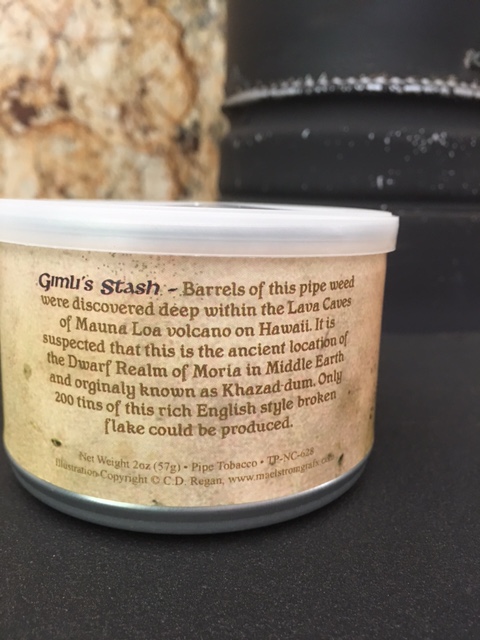 Gimli's Stash - Barrels of this pipe weed
were discovered deep within the Lava Caves
of Mauna Loa volcano on Hawaii. It is
suspected that this is the ancient location of
the Dwarf Realm of Moria in Middle Earth
and orginaly known as Khazad-dum. Only
200 tins of this rich English style broken
flake could be produced.
Net Weight 2oz (57g) • Pipe Tobacco • TP-NC-628
Illustration Copyright © C.D. Regan,